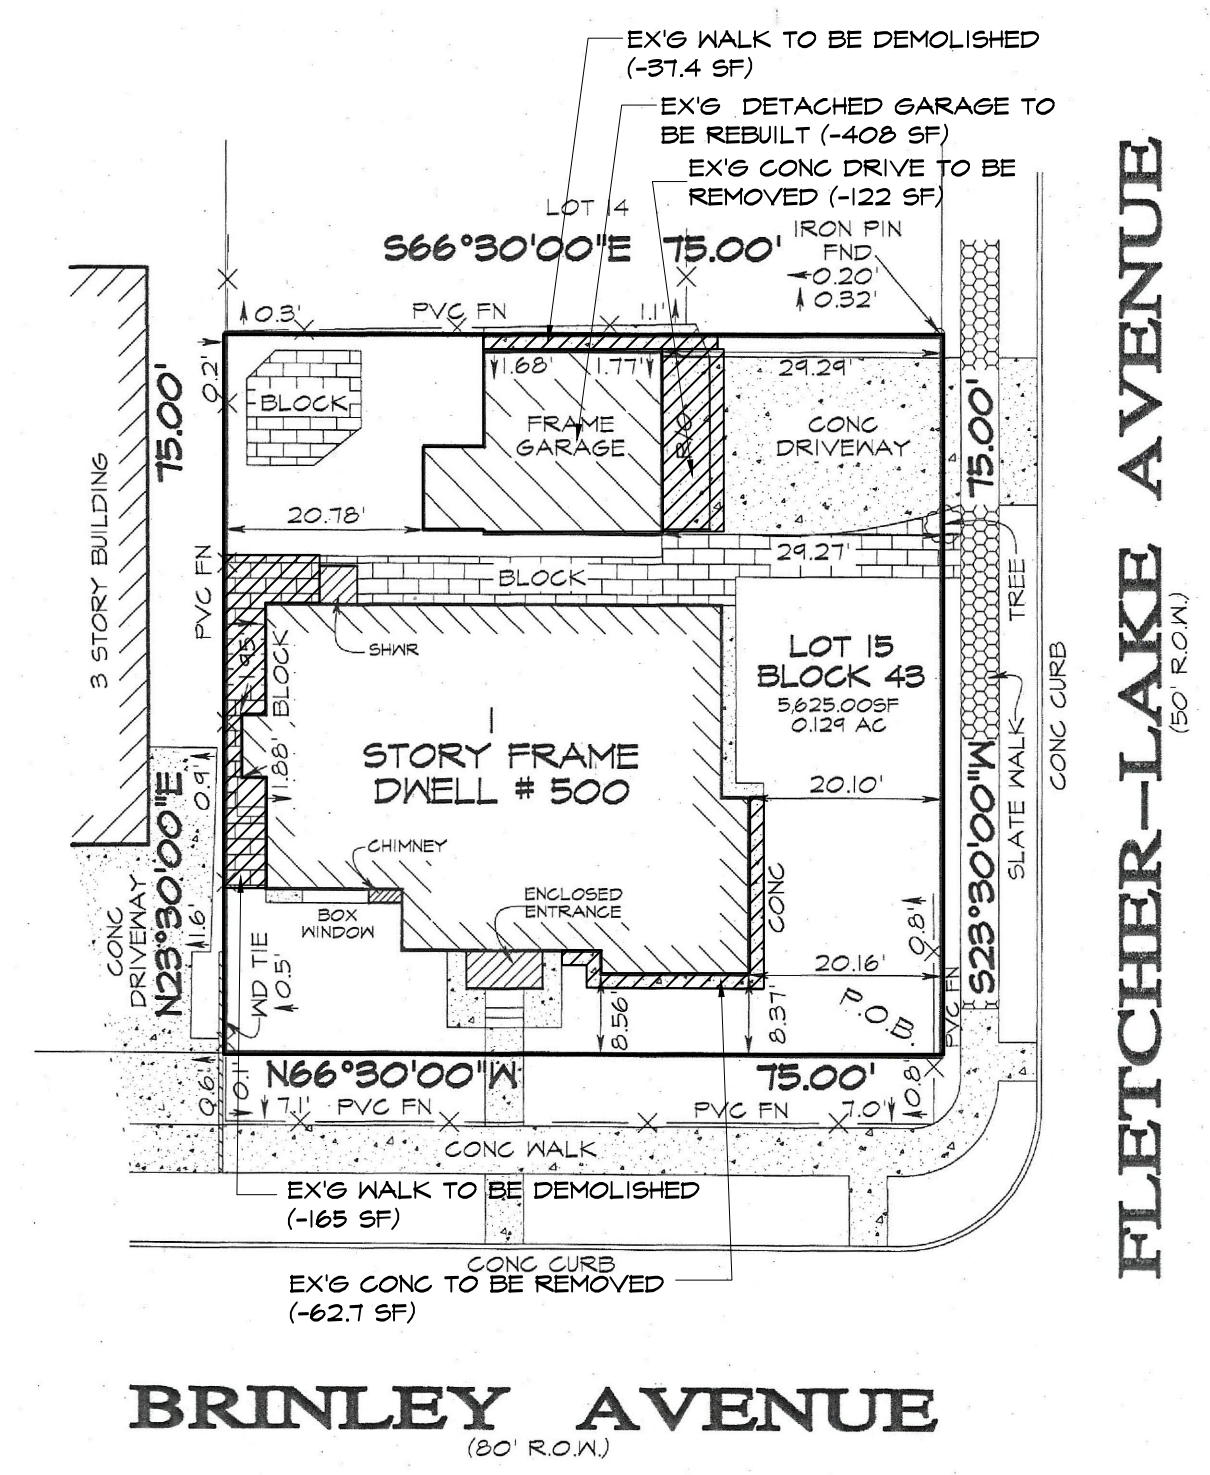 EX'G WALK TO BE DEMOLISHED
(-37.4 SF)
EX'G DETACHED GARAGE TO
BE REBUILT (-408 SF)
EX'G CONC DRIVE TO BE
REMOVED (-122 SF)
LOT 14
S66°30'00"E 75.00'
IRON PIN
FND
0.20'
0.32'
0.3'
PVC FN
1.1'
0.2'
75.00'
BLOCK
1.68'
1.77'
29.29'
FRAME
GARAGE
CONC
DRIVEWAY
75.00'
3 STORY BUILDING
20.78'
29.27'
BLOCK
PVC FN
TREE
SHWR
1.95'
BLOCK
LOT 15
BLOCK 43
5,625.00SF
0.129 AC
1
STORY FRAME
DWELL # 500
1.88'
20.10'
0.9'
CHIMNEY
ENCLOSED
ENTRANCE
BOX
WINDOW
CONC
SLATE WALK
CONC CURB
CONC
DRIVEWAY
N23°30'00"E
1.6'
WD TIE
0.5'
0.8'
S23°30'00"W
20.16'
8.56'
8.37'
P.O.B.
PVC FN
N66°30'00"W
75.00'
0.6'
0.1'
7.1'
PVC FN
PVC FN
7.0'
0.8'
CONC WALK
EX'G WALK TO BE DEMOLISHED
(-165 SF)
CONC CURB
EX'G CONC TO BE REMOVED
(-62.7 SF)
FLETCHER-LAKE AVENUE
(50' R.O.W.)
BRINLEY AVENUE
(80' R.O.W.)